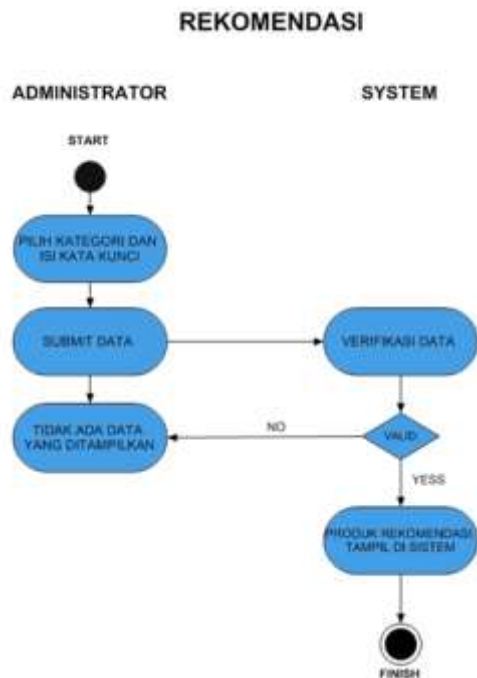 REKOMENDASI
ADMINISTRATOR
SYSTEM
START
PILIH KATEGORI DAN
ISI KATA KUNCI
SUBMIT DATA
VERIFIKASI DATA
TIDAK ADA DATA
YANG DITAMPILKAN
NO
VALID
YESS
PRODUK REKOMENDASI
TAMPIL DI SISTEM
FINISH